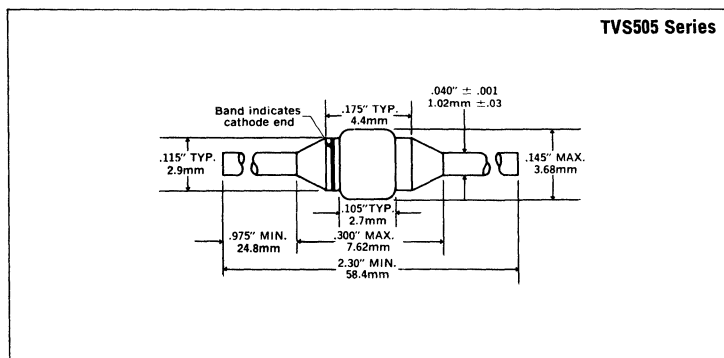 TVS505 Series
.040" ± .001
1.02mm ±.03
.175" TYP.
4.4mm
Band indicates
cathode end
.115" TYP.
2.9mm
.145" MAX.
3.68mm
.105"TYP.
2.7mm
.975" MIN.
24.8mm
.300" MAX.
7.62mm
2.30" MIN.
58.4mm